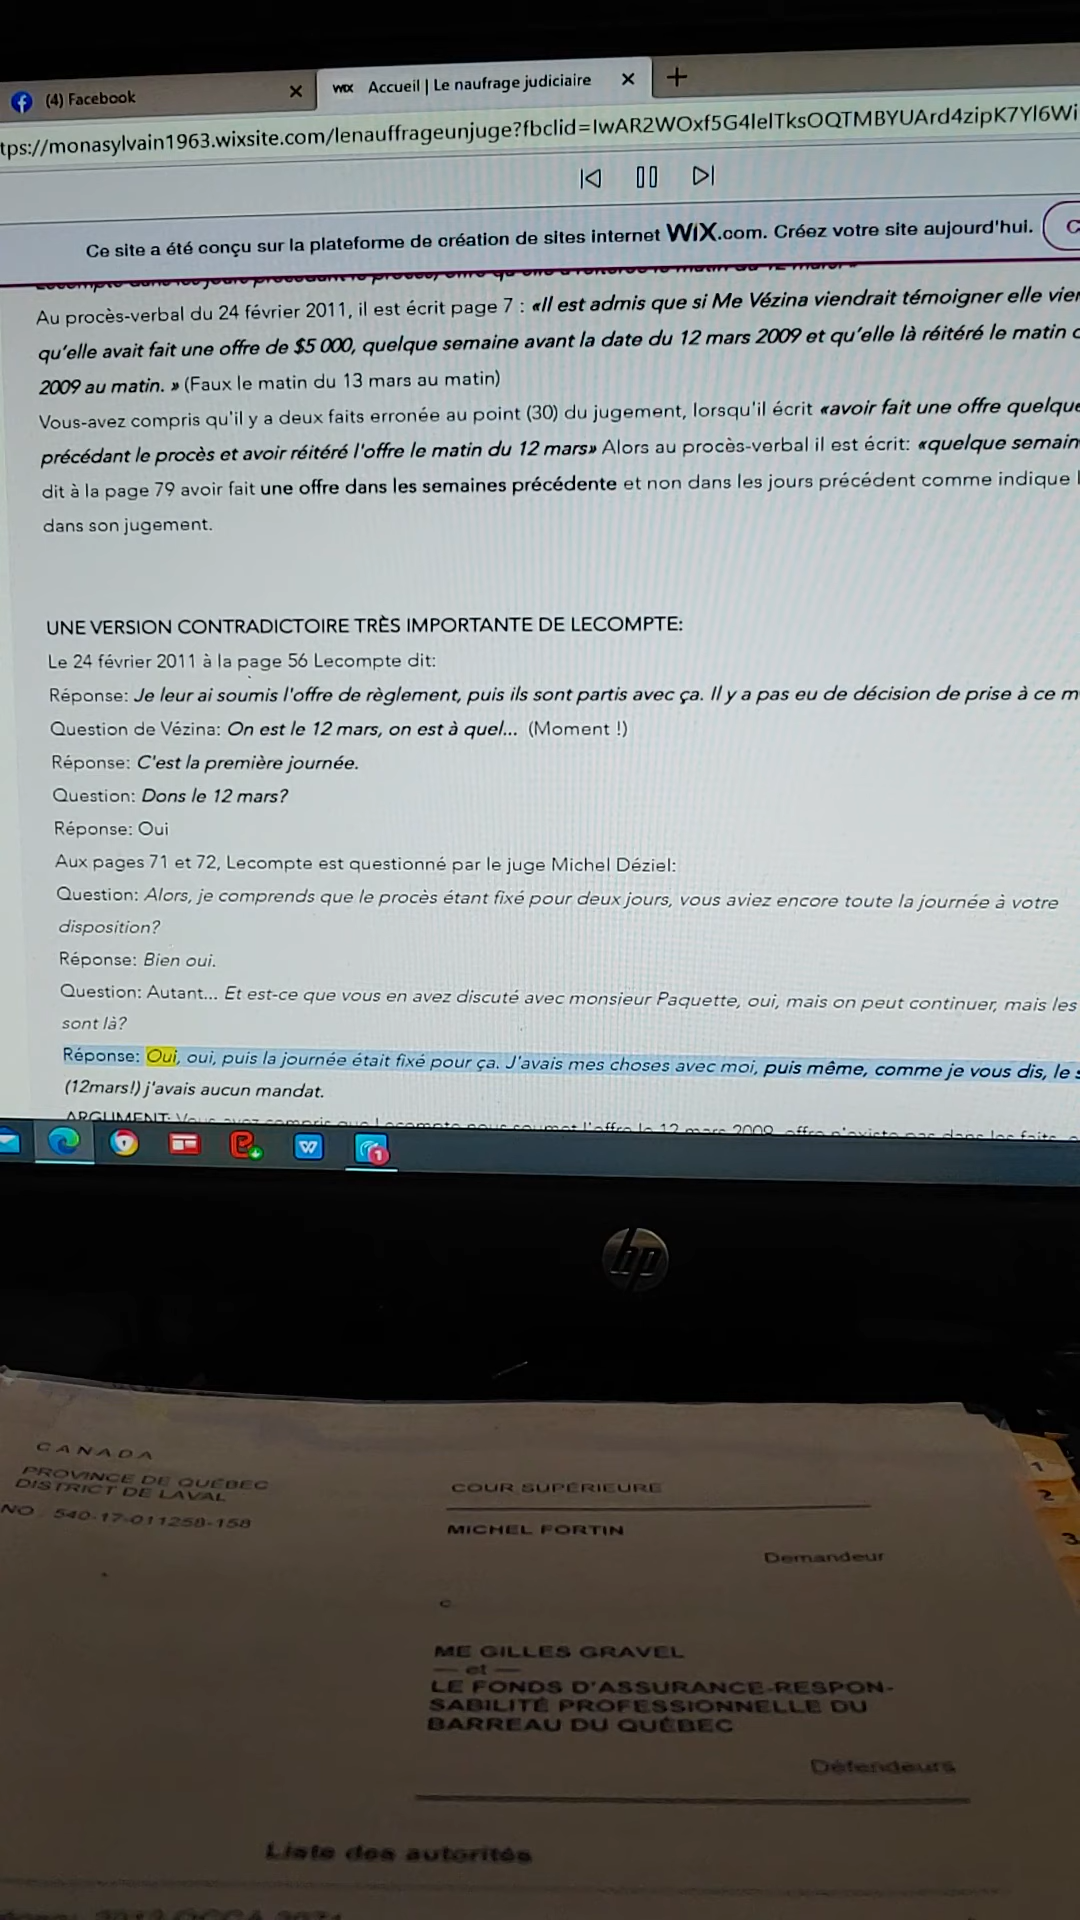 (4) Facebook
WIX Accueil | Le naufrage judiciaire
tps://monasylvain1963.wixsite.com/lenauffrageunjuge?fbclid=IwAR2WOxf5G4lelTksOQTMBYUArd4zipK7Yl6Wi
Ce site a été conçu sur la plateforme de création de sites internet WIX.com. Créez votre site aujourd'hui.
Au procès-verbal du 24 février 2011, il est écrit page 7 : «Il est admis que si Me Vézina viendrait témoigner elle vien
qu'elle avait fait une offre de $5 000, quelque semaine avant la date du 12 mars 2009 et qu'elle là réitéré le matin
2009 au matin. » (Faux le matin du 13 mars au matin)
Vous-avez compris qu'il y a deux faits erronée au point (30) du jugement, lorsqu'il écrit «avoir fait une offre quelque
précédant le procès et avoir réitéré l'offre le matin du 12 mars» Alors au procès-verbal il est écrit: «quelque semain
dit à la page 79 avoir fait une offre dans les semaines précédente et non dans les jours précédent comme indique
dans son jugement.
UNE VERSION CONTRADICTOIRE TRÈS IMPORTANTE DE LECOMPTE:
Le 24 février 2011 à la page 56 Lecompte dit:
Réponse: Je leur ai soumis l'offre de règlement, puis ils sont partis avec ça. Il y a pas eu de décision de prise à ce m
Question de Vézina: On est le 12 mars, on est à quel... (Moment !)
Réponse: C'est la première journée.
Question: Dons le 12 mars?
Réponse: Oui
Aux pages 71 et 72, Lecompte est questionné par le juge Michel Déziel:
Question: Alors, je comprends que le procès étant fixé pour deux jours, vous aviez encore toute la journée à votre
disposition?
Réponse: Bien oui.
Question: Autant... Et est-ce que vous en avez discuté avec monsieur Paquette, oui, mais on peut continuer, mais les
sont là?
Réponse: Oui, oui, puis la journée était fixé pour ça. J'avais mes choses avec moi, puis même, comme je vous dis, le
(12mars!) j'avais aucun mandat.
hp
CANADA
PROVINCE DE QUÉBEC
DISTRICT DE LAVAL
NO 540-17-011258-158
COUR SUPÉRIEURE
MICHEL FORTIN
Demandeur
c
ME GILLES GRAVEL
— et —
LE FONDS D'ASSURANCE-RESPON-
SABILITÉ PROFESSIONNELLE DU
BARREAU DU QUÉBEC
Défendeurs
Liste des autorités
1
2
3